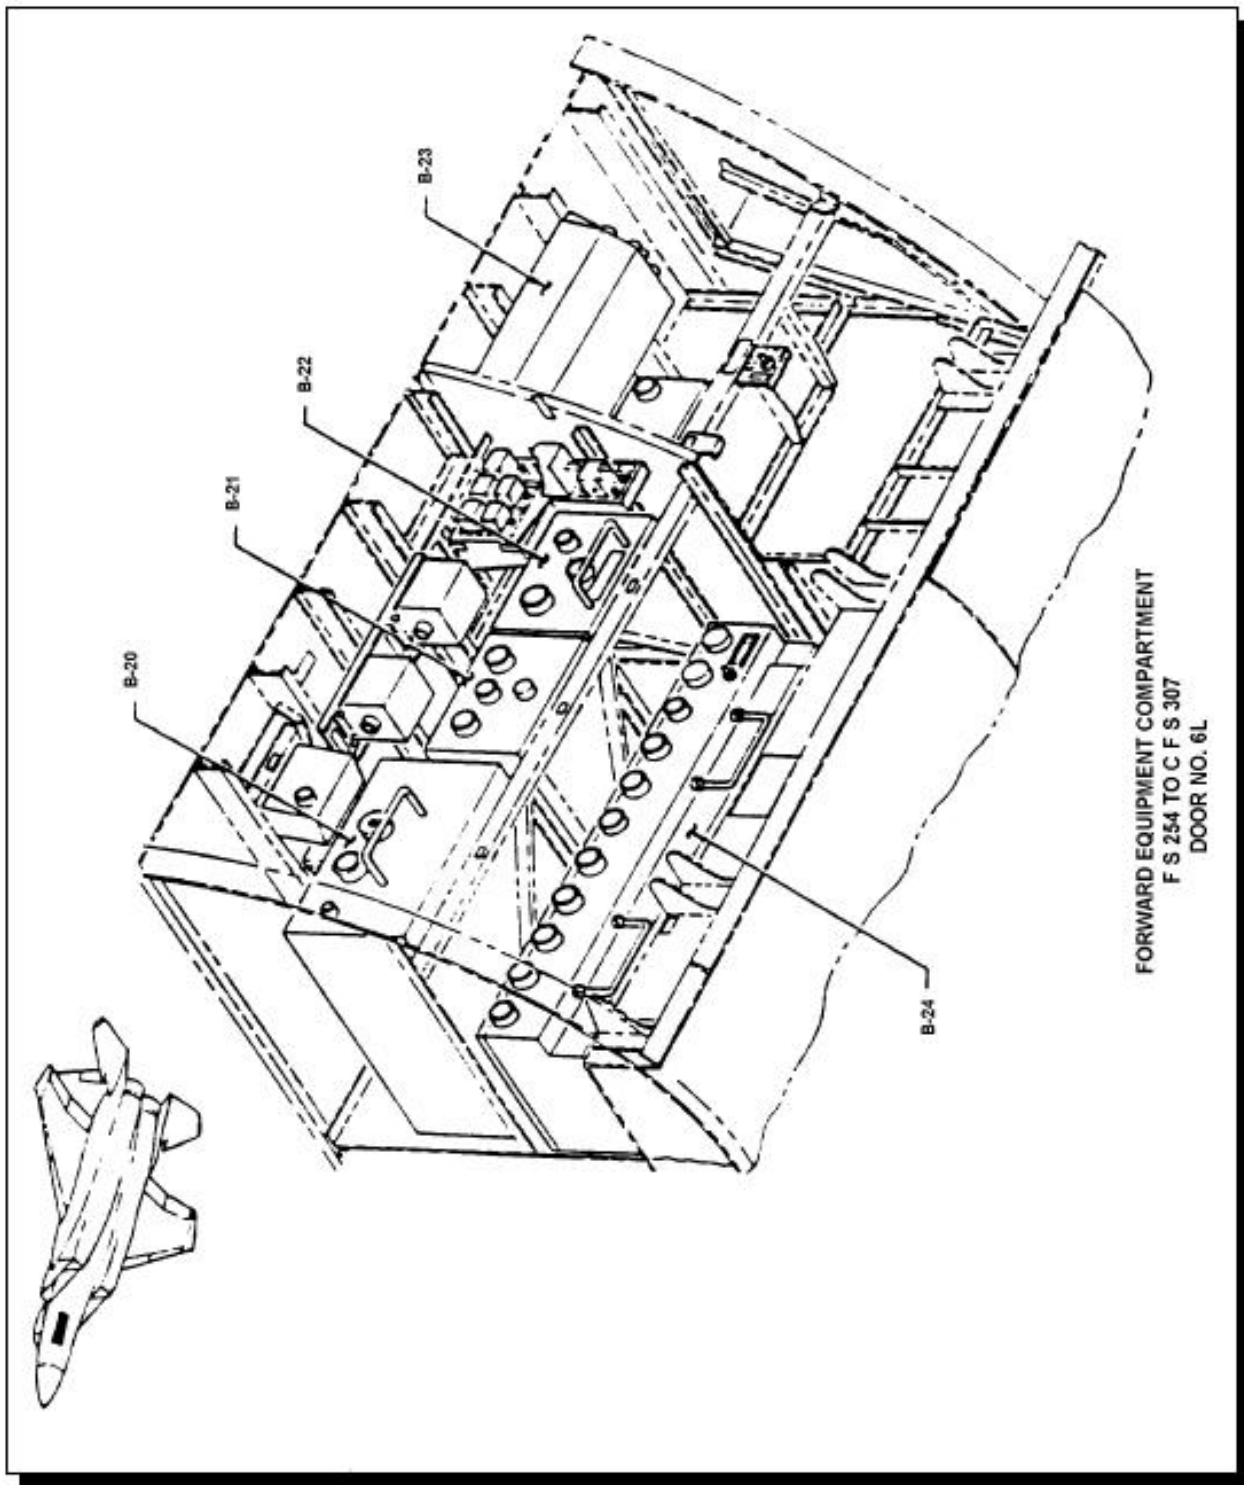 B-20
B-21
B-22
B-23
B-24
FORWARD EQUIPMENT COMPARTMENT
F S 254 TO C F S 307
DOOR NO. 6L